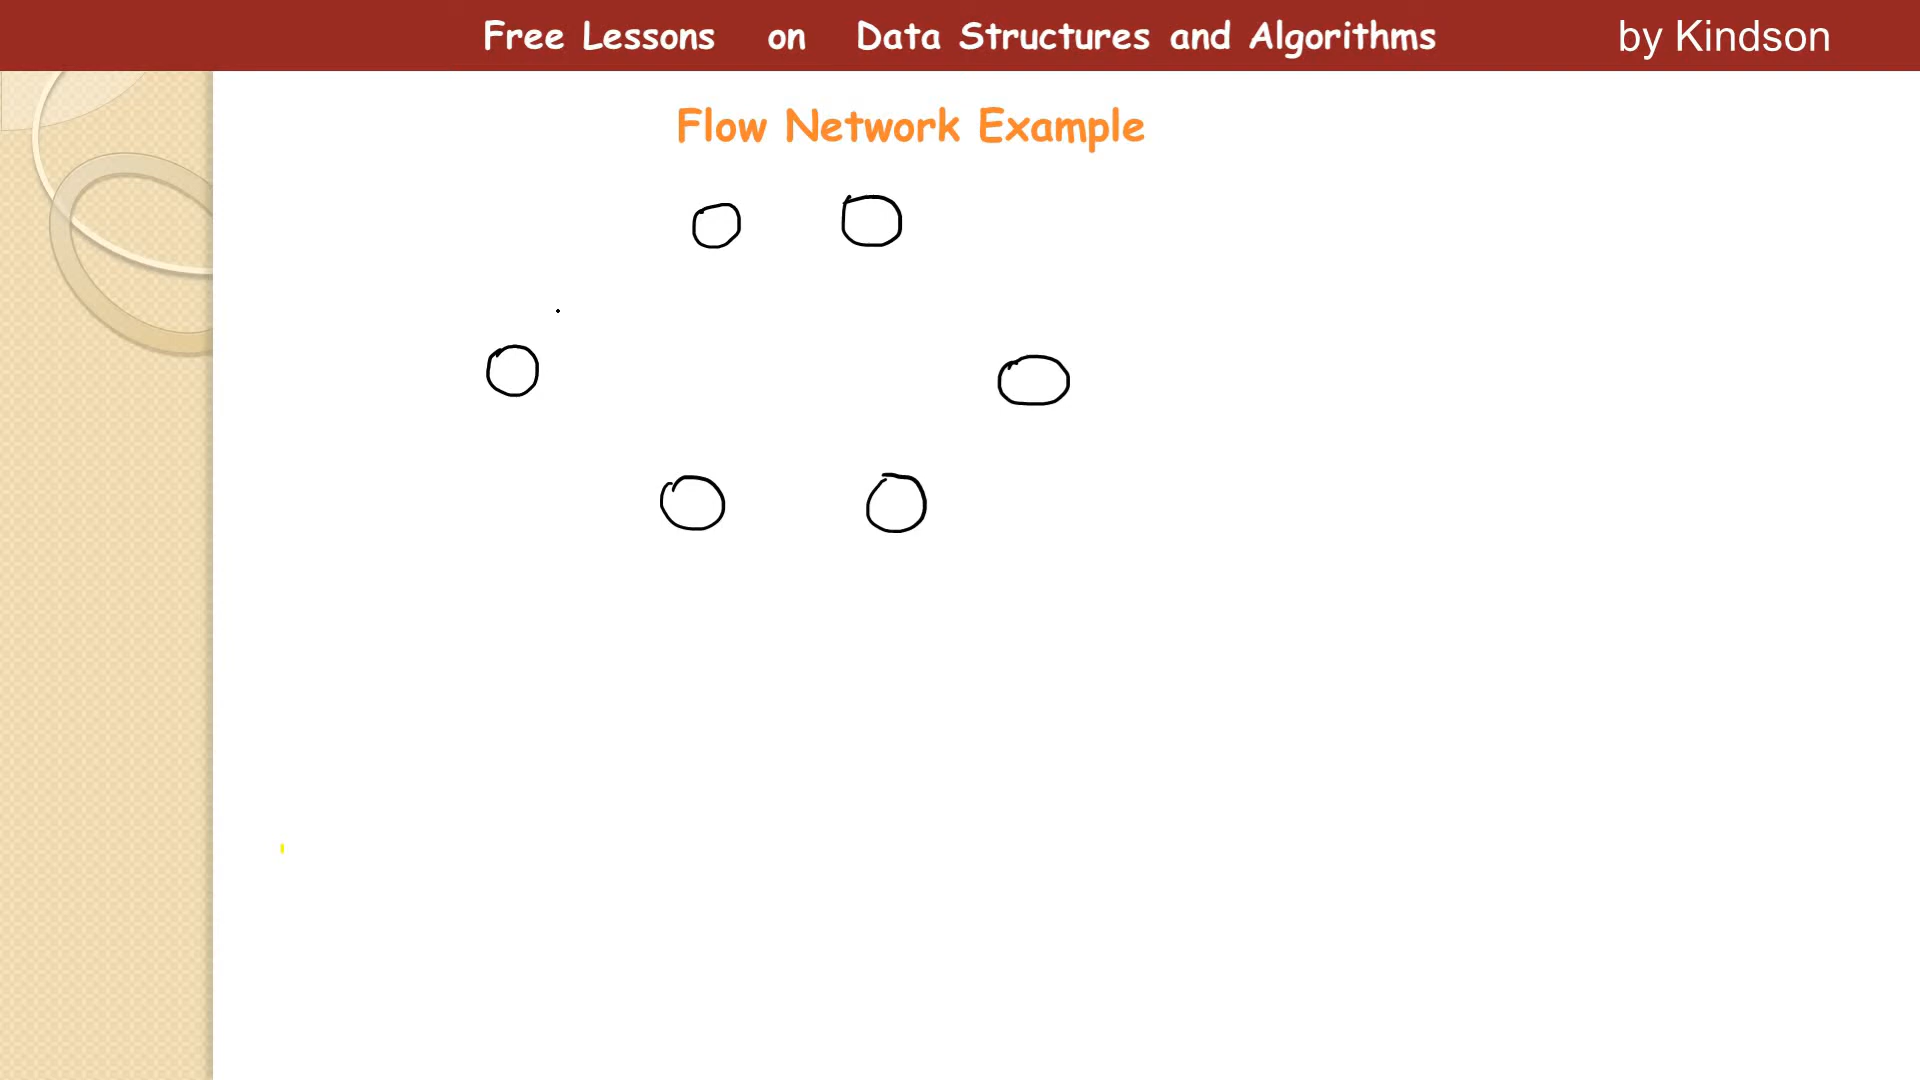 Free Lessons on Data Structures and Algorithms by Kindson
Flow Network Example